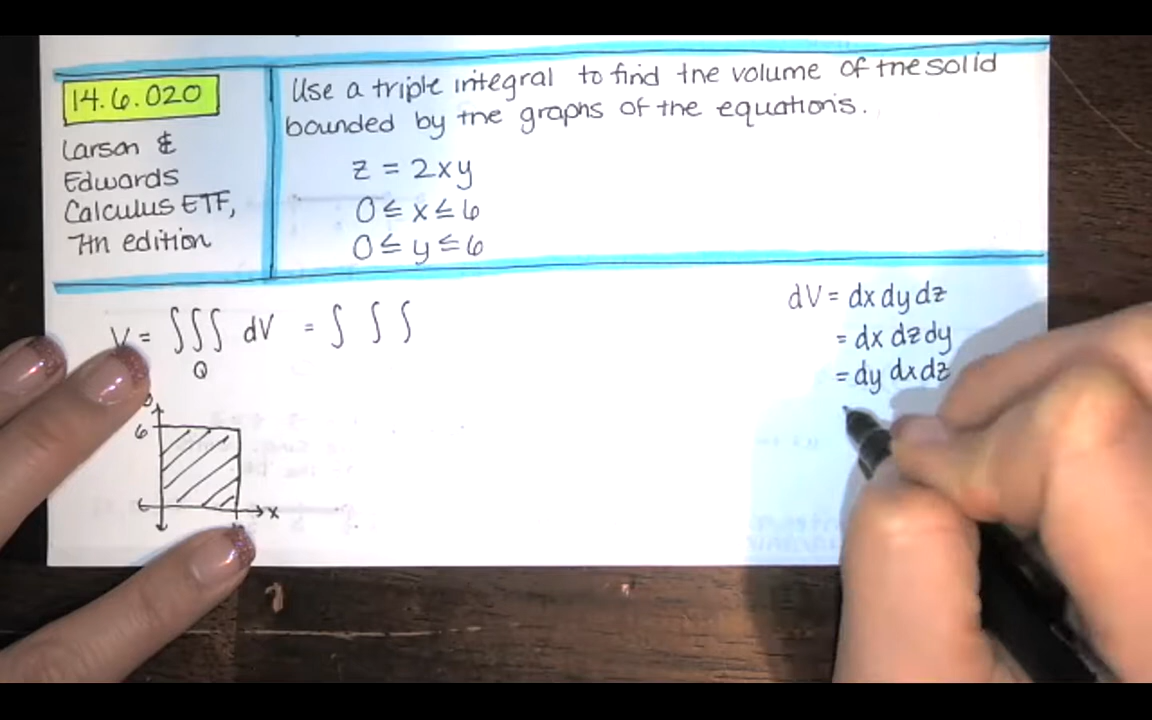 14.6.020
Larson &
Edwards
Calculus ETF,
7th edition
Use a triple integral to find the volume of the solid
bounded by the graphs of the equations.
z = 2xy
0 ≤ x ≤ 6
0 ≤ y ≤ 6
V = ∫∫∫ dV = ∫ ∫ ∫
Q
dV = dx dy dz
= dx dz dy
= dy dx dz
6
x